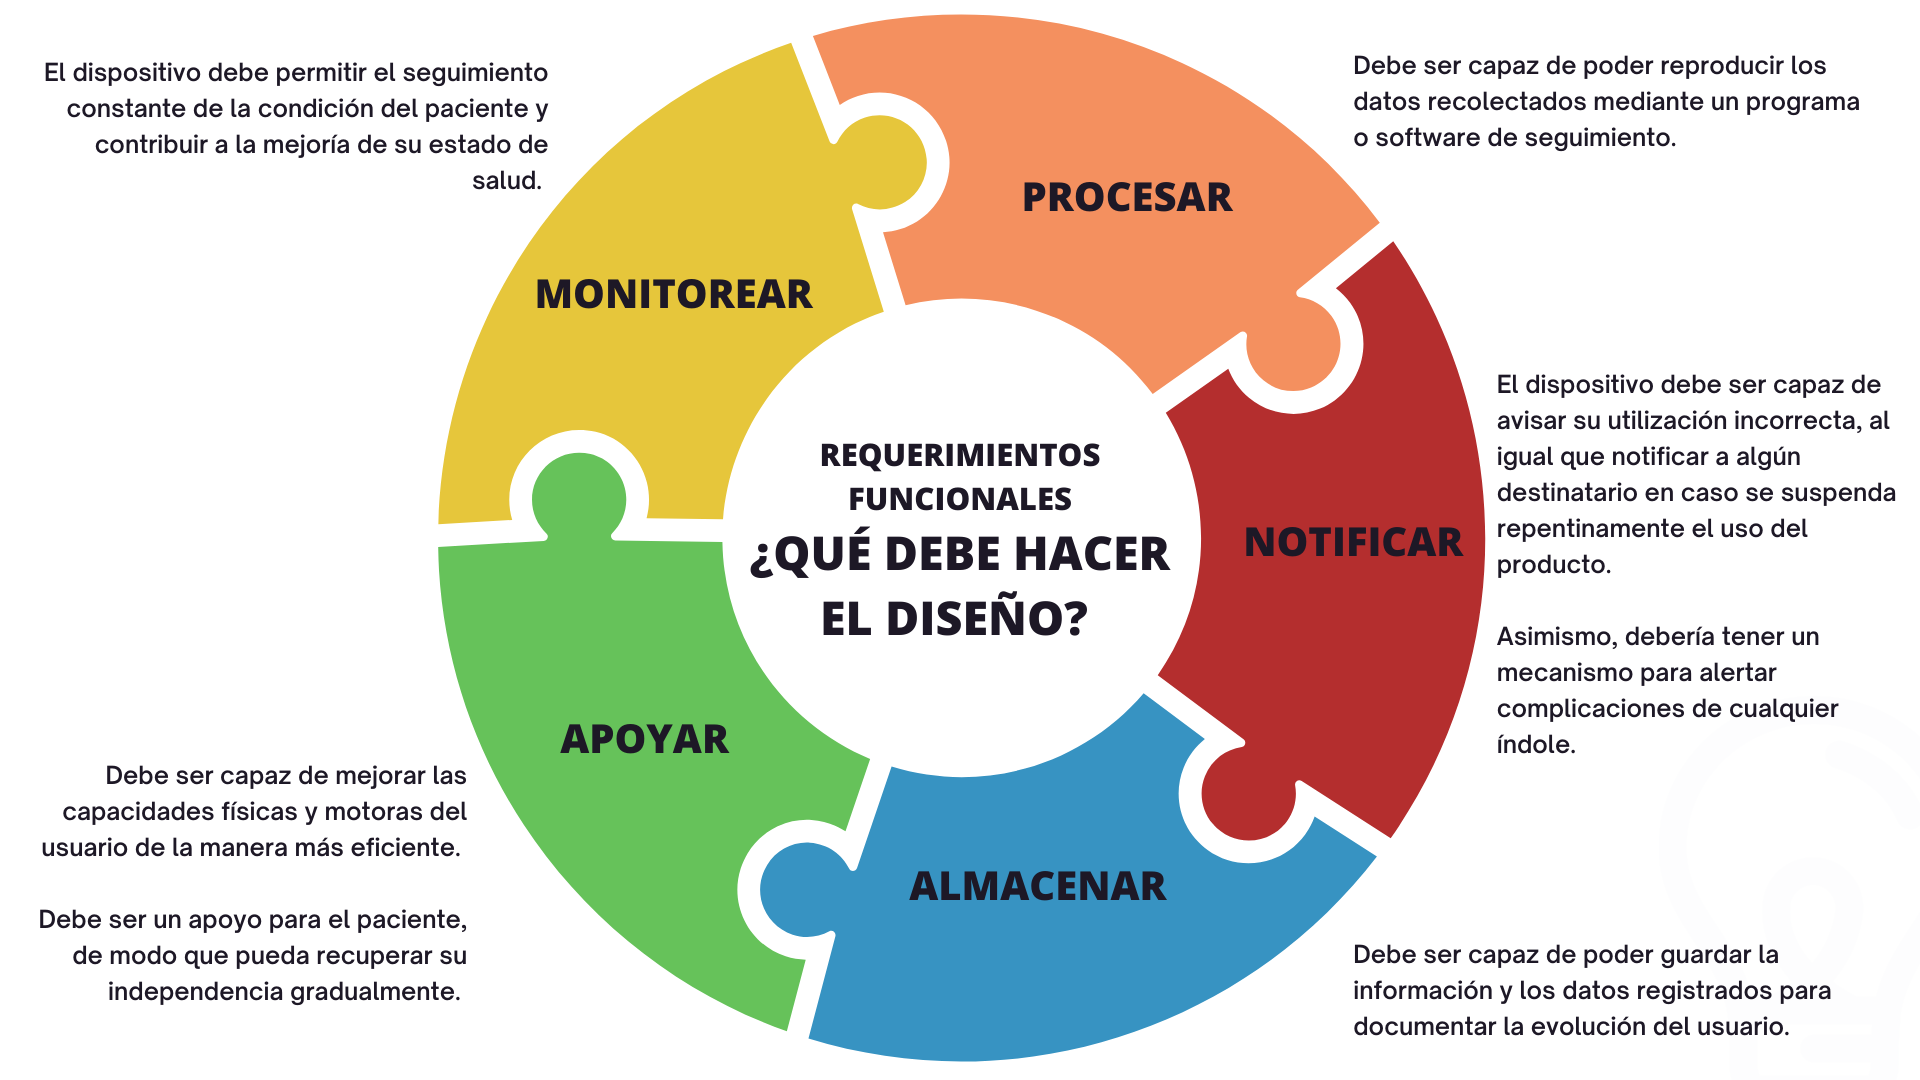 El dispositivo debe permitir el seguimiento
constante de la condición del paciente y
contribuir a la mejoría de su estado de
salud.
Debe ser capaz de poder reproducir los
datos recolectados mediante un programa
o software de seguimiento.
PROCESAR
MONITOREAR
El dispositivo debe ser capaz de
avisar su utilización incorrecta, al
igual que notificar a algún
destinatario en caso se suspenda
repentinamente el uso del
producto.
Asimismo, debería tener un
mecanismo para alertar
complicaciones de cualquier
índole.
REQUERIMIENTOS
FUNCIONALES
¿QUÉ DEBE HACER
EL DISEÑO?
NOTIFICAR
APOYAR
Debe ser capaz de mejorar las
capacidades físicas y motoras del
usuario de la manera más eficiente.
Debe ser un apoyo para el paciente,
de modo que pueda recuperar su
independencia gradualmente.
ALMACENAR
Debe ser capaz de poder guardar la
información y los datos registrados para
documentar la evolución del usuario.